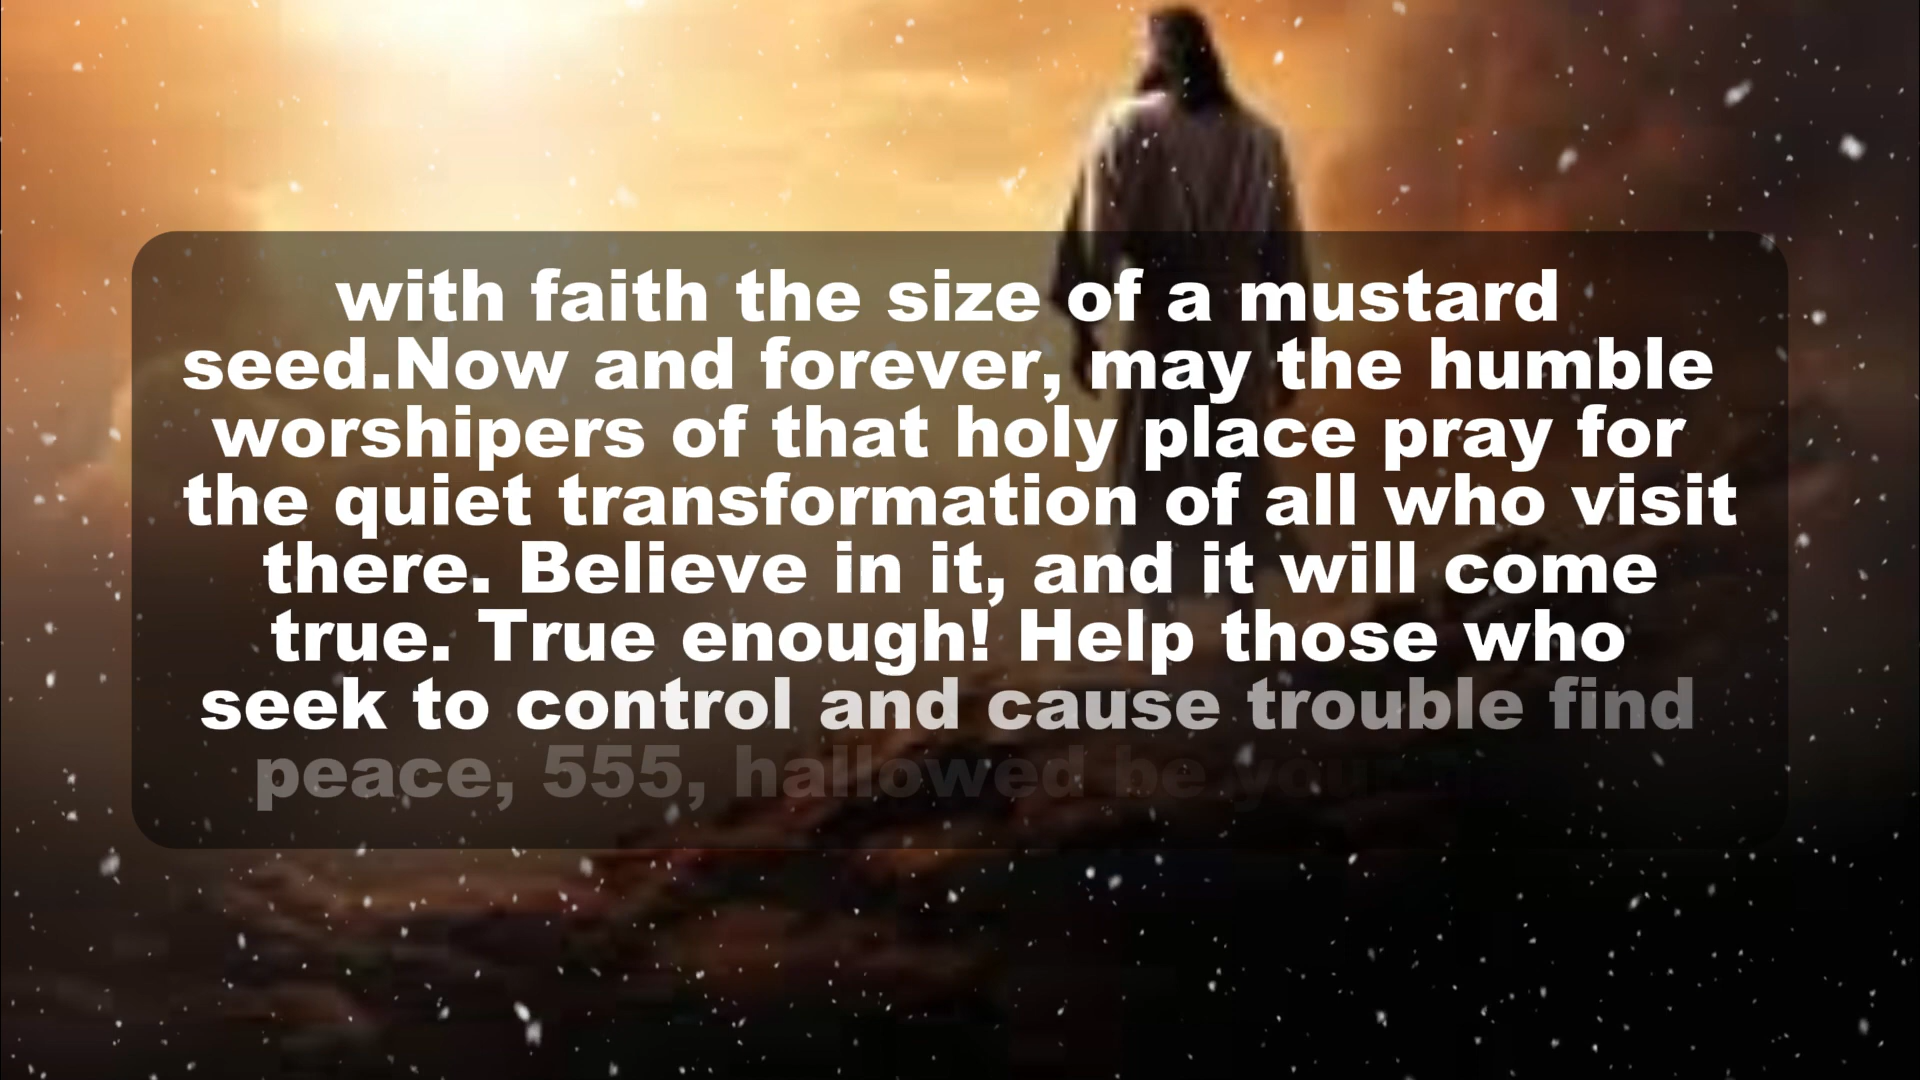 with faith the size of a mustard
seed.Now and forever, may the humble
worshipers of that holy place pray for
the quiet transformation of all who visit
there. Believe in it, and it will come
true. True enough! Help those who
seek to control and cause trouble find
peace, 555, hallowed be your